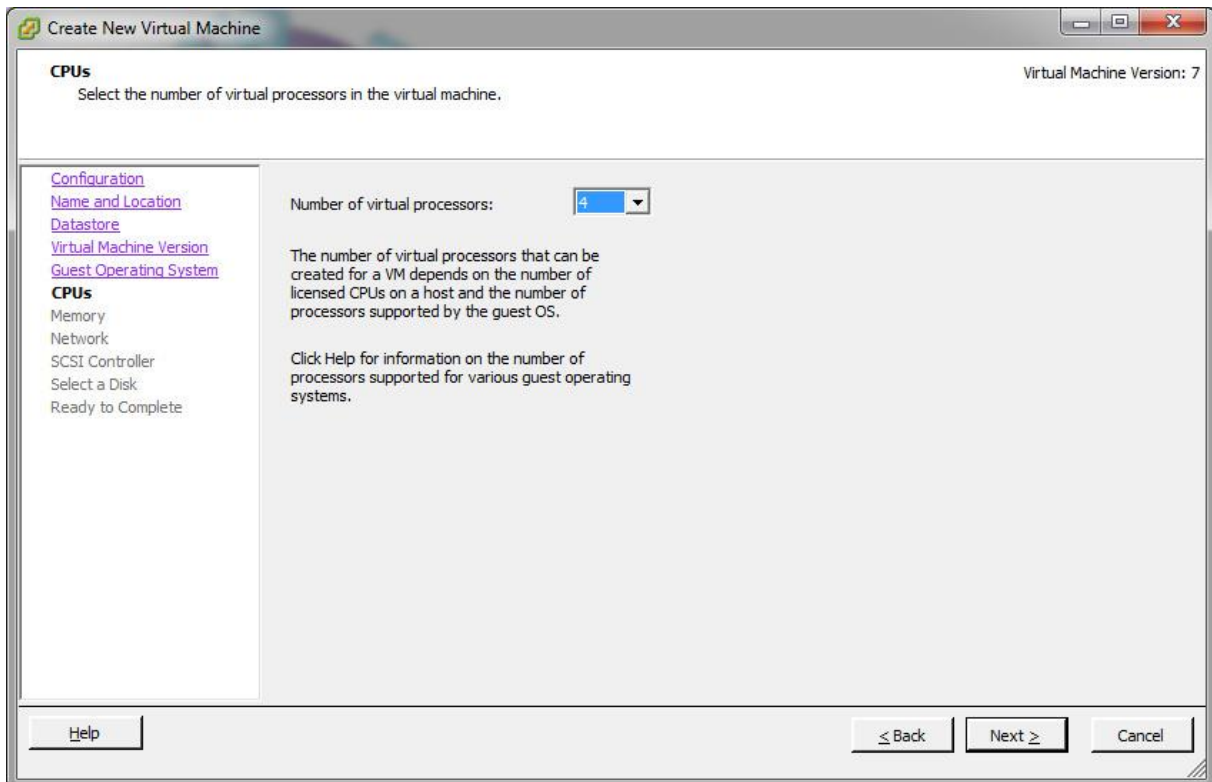 Create New Virtual Machine
CPUs
Select the number of virtual processors in the virtual machine.
Virtual Machine Version: 7
Configuration
Name and Location
Datastore
Virtual Machine Version
Guest Operating System
CPUs
Memory
Network
SCSI Controller
Select a Disk
Ready to Complete
Number of virtual processors: 4
The number of virtual processors that can be
created for a VM depends on the number of
licensed CPUs on a host and the number of
processors supported by the guest OS.
Click Help for information on the number of
processors supported for various guest operating
systems.
Help
< Back
Next >
Cancel